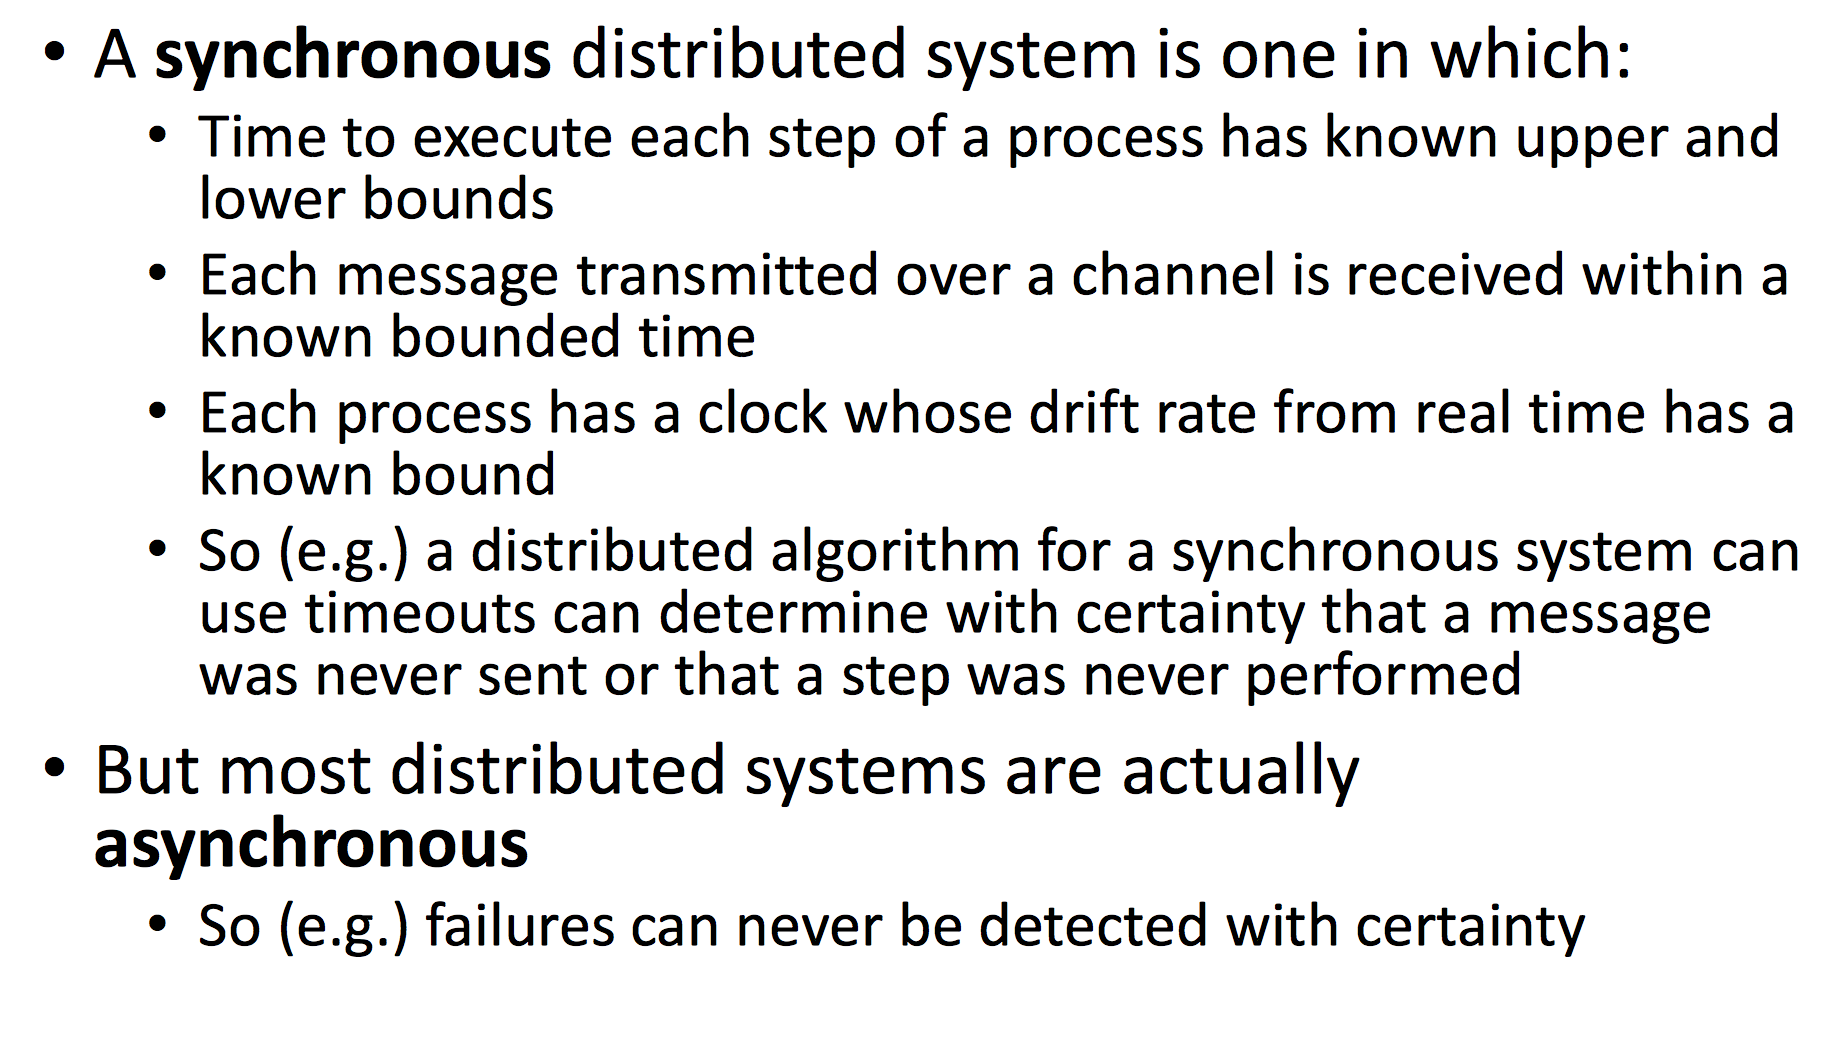 • A synchronous distributed system is one in which:
• Time to execute each step of a process has known upper and
lower bounds
• Each message transmitted over a channel is received within a
known bounded time
• Each process has a clock whose drift rate from real time has a
known bound
• So (e.g.) a distributed algorithm for a synchronous system can
use timeouts can determine with certainty that a message
was never sent or that a step was never performed
• But most distributed systems are actually
asynchronous
• So (e.g.) failures can never be detected with certainty